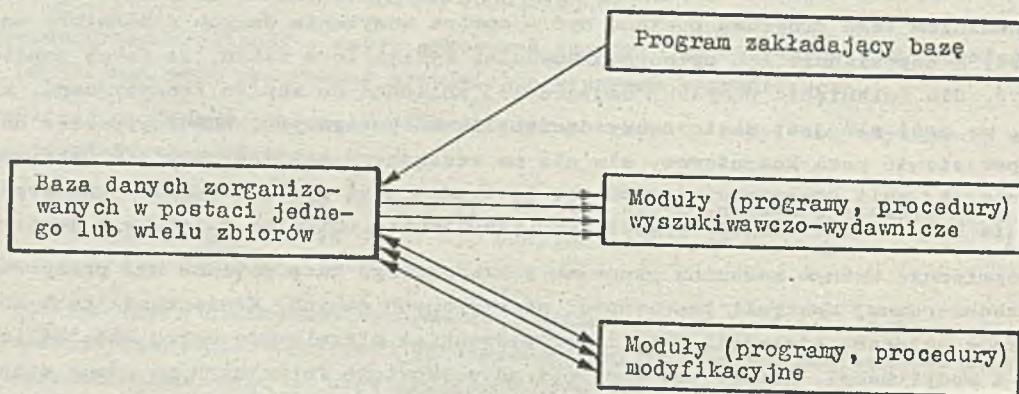 Program zakładający bazę
Baza danych zorganizo-
wanych w postaci jedne-
go lub wielu zbiorów
Moduły (programy, procedury)
wyszukiwawczo-wydawnicze
Moduły (programy, procedury)
modyfikacyjne